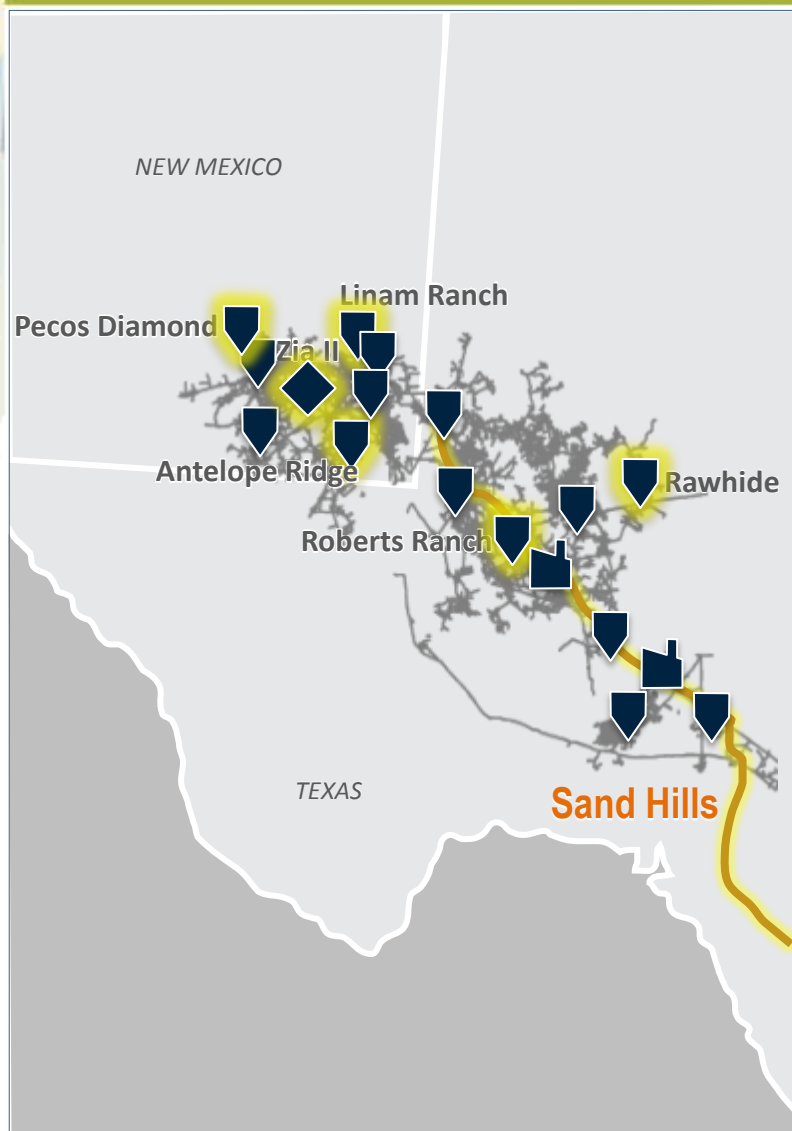 NEW MEXICO
Linam Ranch
Pecos Diamond
Zia II
Antelope Ridge
Rawhide
Roberts Ranch
TEXAS
Sand Hills